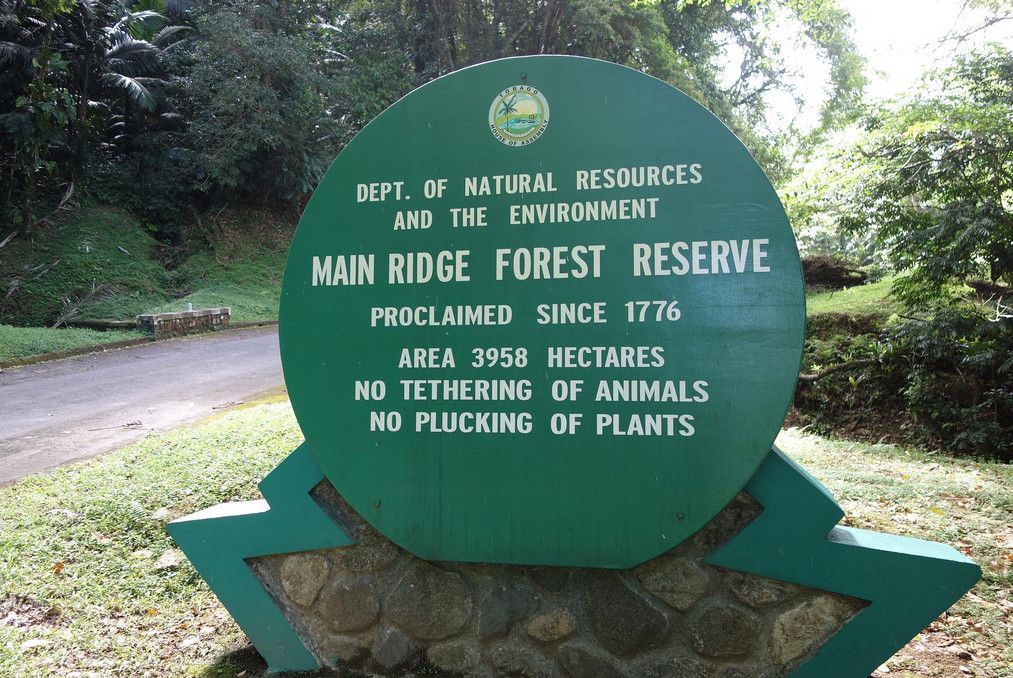 TOBAGO
HOUSE OF ASSEMBLY
DEPT. OF NATURAL RESOURCES
AND THE ENVIRONMENT
MAIN RIDGE FOREST RESERVE
PROCLAIMED SINCE 1776
AREA 3958 HECTARES
NO TETHERING OF ANIMALS
NO PLUCKING OF PLANTS